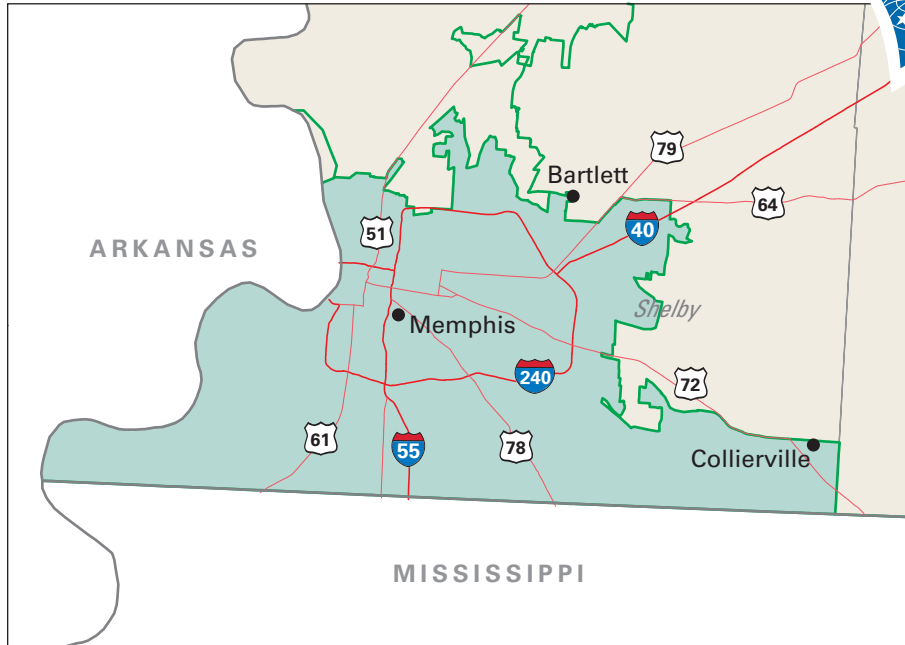 79
Bartlett
64
51
40
ARKANSAS
Shelby
Memphis
240
72
61
55
78
Collierville
MISSISSIPPI